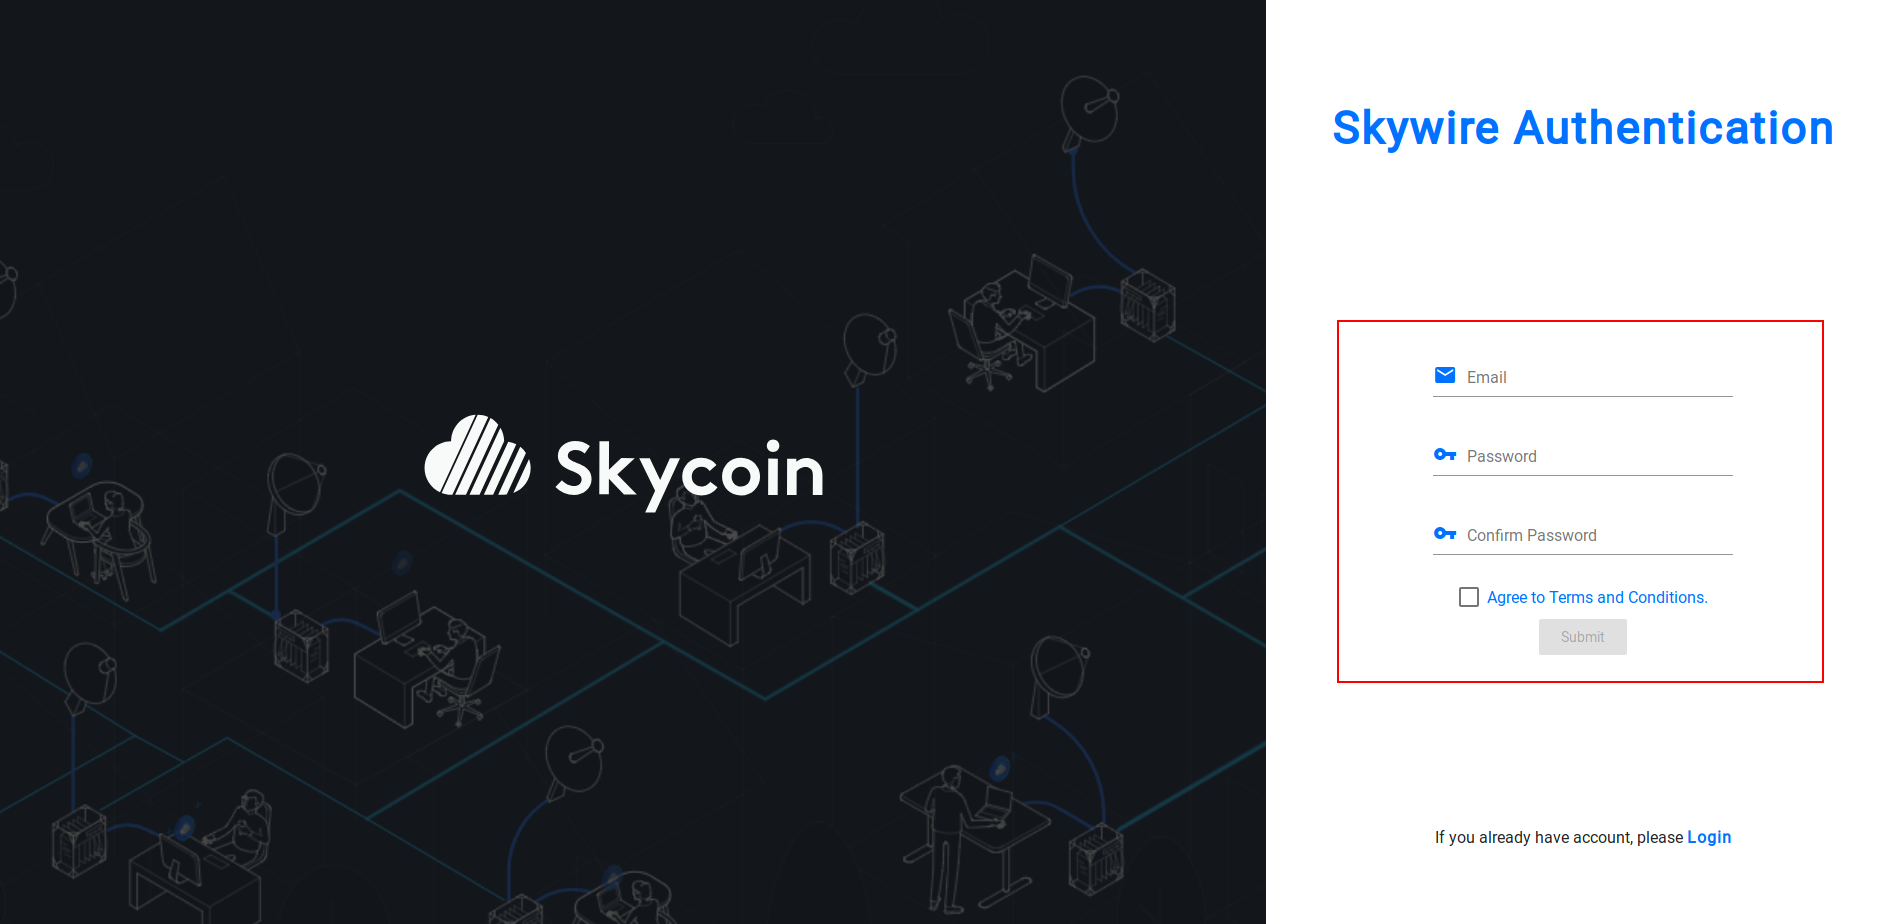 Skycoin
Skywire Authentication
Email
Password
Confirm Password
Agree to Terms and Conditions.
Submit
If you already have account, please Login